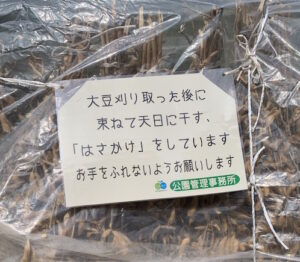 大豆刈り取った後に
束ねて天日に干す、
「はさかけ」をしています
お手をふれないようお願いします
公園管理事務所